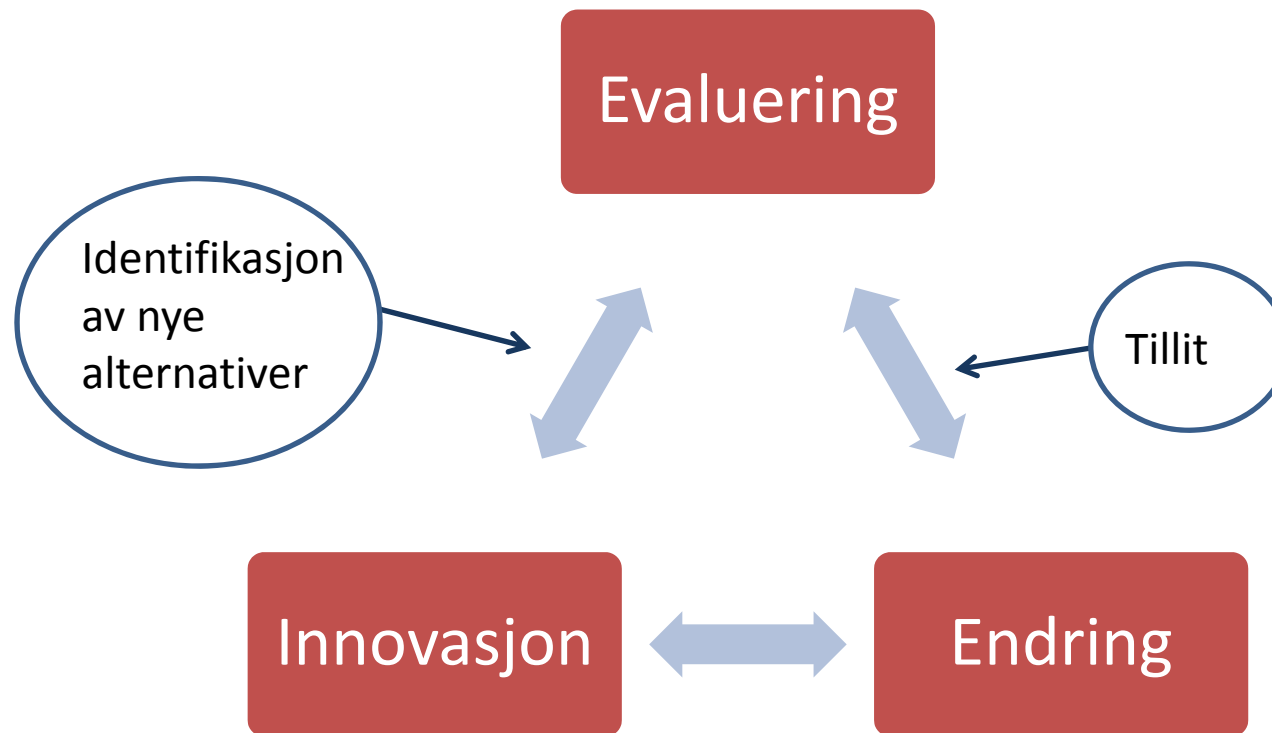 Evaluering
Identifikasjon
av nye
alternativer
Tillit
Innovasjon
Endring